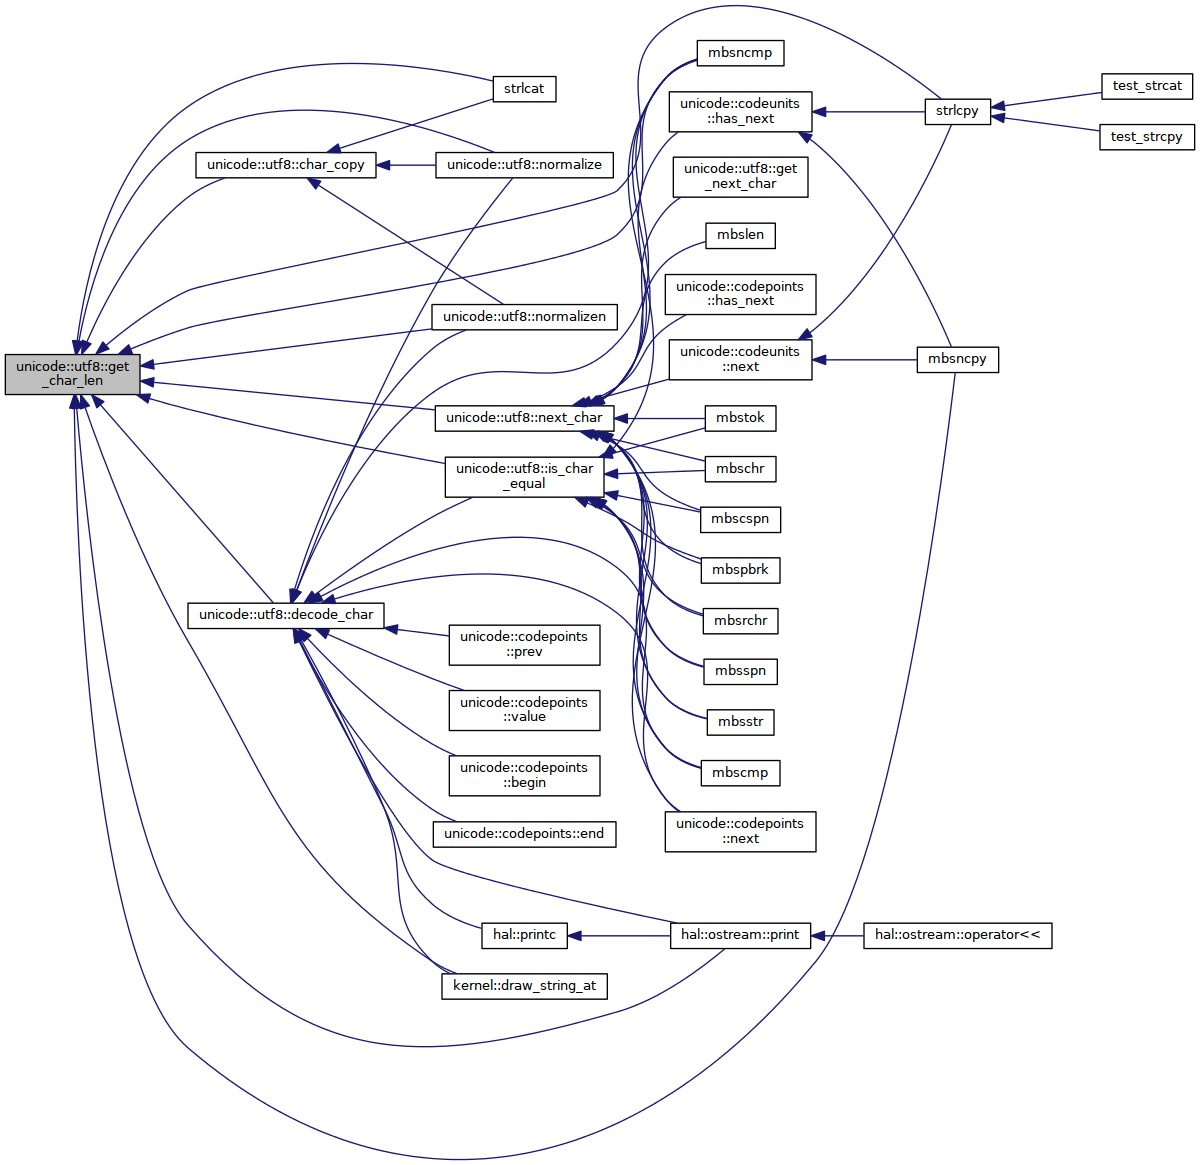 unicode::utf8::get
_char_len
strlcat
unicode::utf8::char_copy
unicode::utf8::normalize
unicode::utf8::normalizen
unicode::utf8::next_char
unicode::utf8::is_char
_equal
unicode::utf8::decode_char
unicode::codepoints
::prev
unicode::codepoints
::value
unicode::codepoints
::begin
unicode::codepoints::end
hal::printc
kernel::draw_string_at
mbsncmp
unicode::codeunits
::has_next
unicode::utf8::get
_next_char
mbslen
unicode::codepoints
::has_next
unicode::codeunits
::next
mbstok
mbschr
mbscspn
mbspbrk
mbsrchr
mbsspn
mbsstr
mbscmp
unicode::codepoints
::next
hal::ostream::print
strlcpy
mbsncpy
hal::ostream::operator<<
test_strcat
test_strcpy